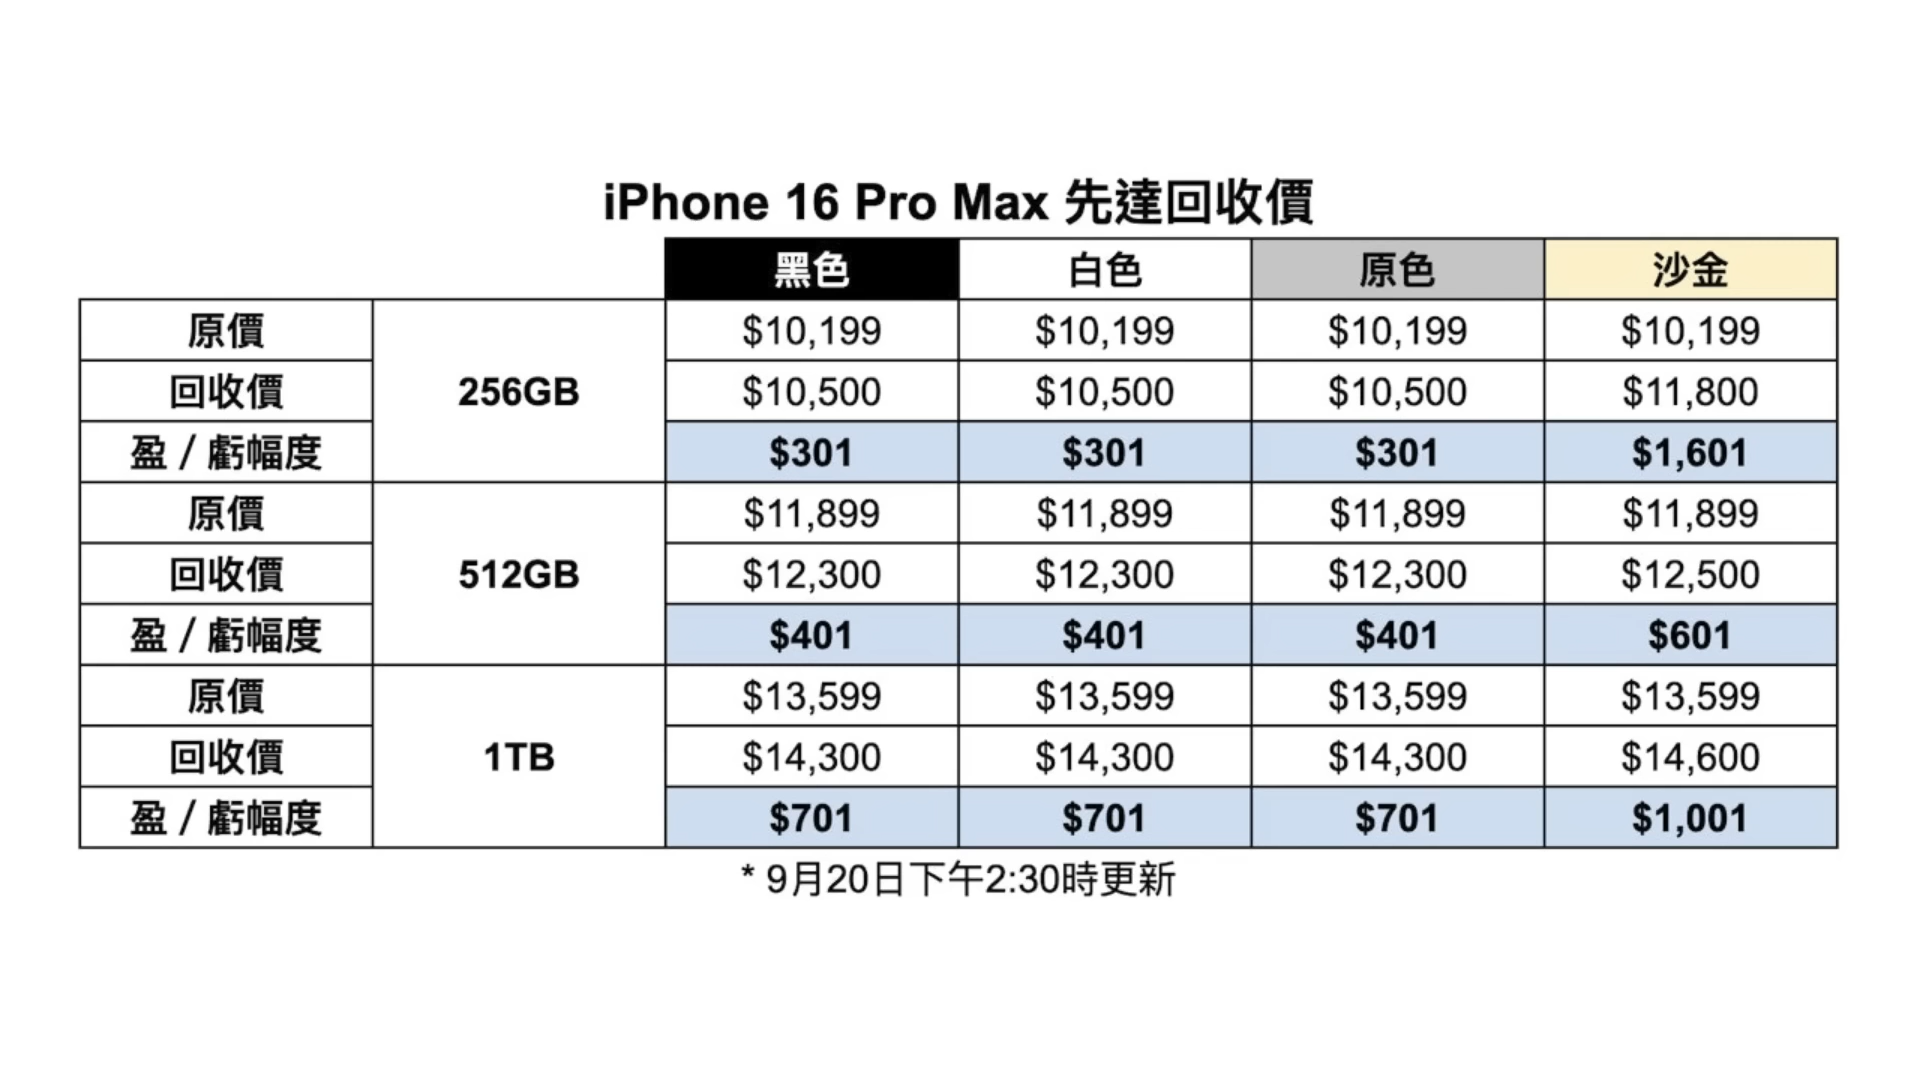 iPhone 16 Pro Max 先達回收價
黑色 白色 原色 沙金
原價 $10,199 $10,199 $10,199 $10,199
回收價 256GB $10,500 $10,500 $10,500 $11,800
盈 / 虧幅度 $301 $301 $301 $1,601
原價 $11,899 $11,899 $11,899 $11,899
回收價 512GB $12,300 $12,300 $12,300 $12,500
盈 / 虧幅度 $401 $401 $401 $601
原價 $13,599 $13,599 $13,599 $13,599
回收價 1TB $14,300 $14,300 $14,300 $14,600
盈 / 虧幅度 $701 $701 $701 $1,001
* 9月20日下午2:30時更新